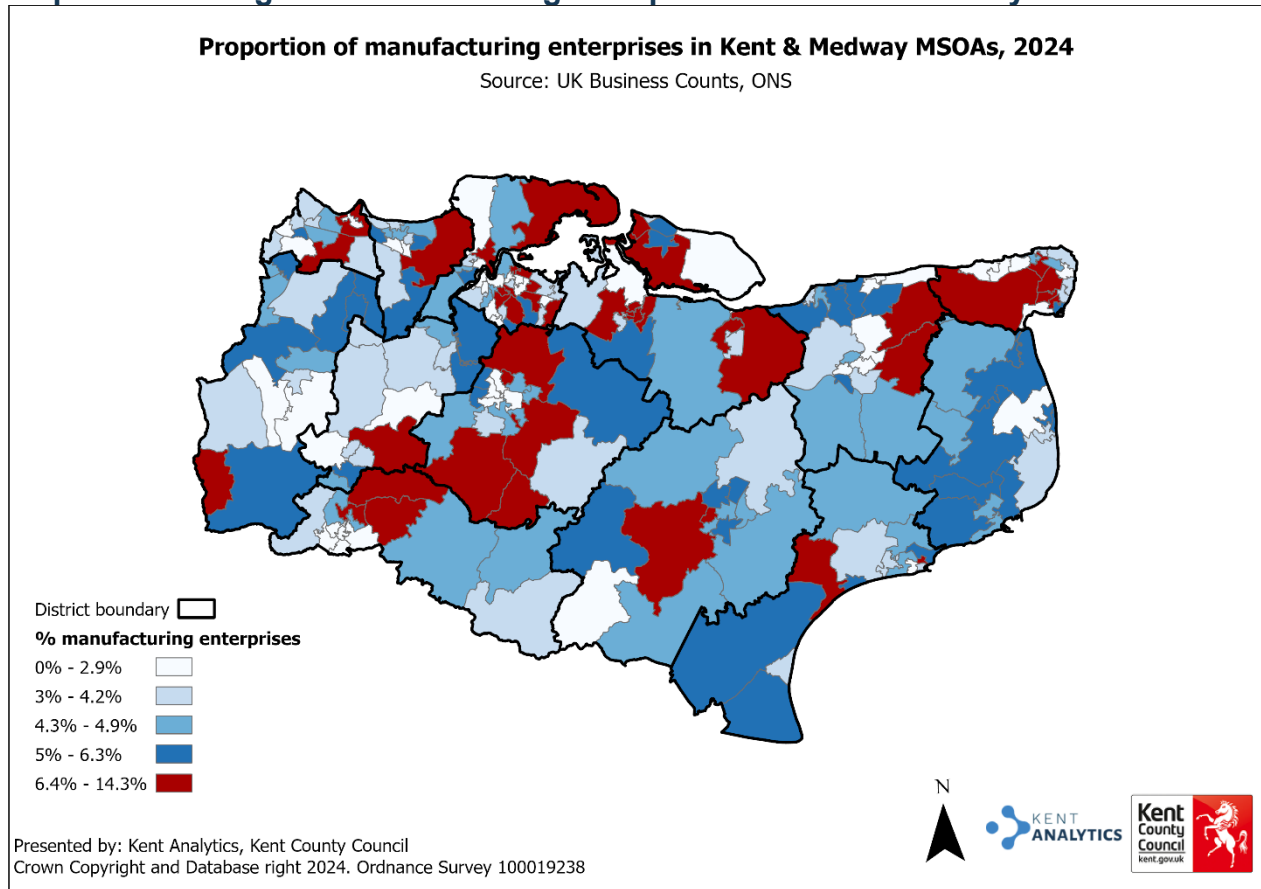 Proportion of manufacturing enterprises in Kent & Medway MSOAs, 2024
Source: UK Business Counts, ONS
District boundary
% manufacturing enterprises
0% - 2.9%
3% - 4.2%
4.3% - 4.9%
5% - 6.3%
6.4% - 14.3%
N
KENT
ANALYTICS
Kent
County
Council
kent.gov.uk
Presented by: Kent Analytics, Kent County Council
Crown Copyright and Database right 2024. Ordnance Survey 100019238